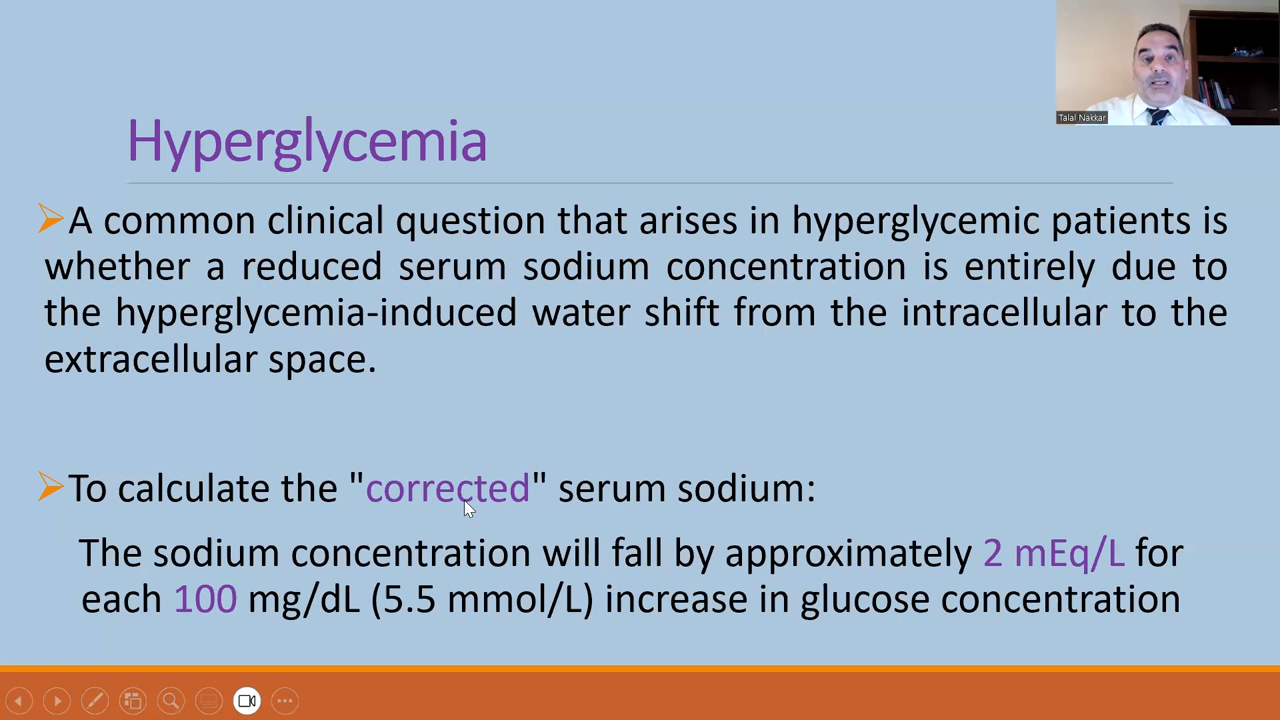 Talal Nakkar
Hyperglycemia
A common clinical question that arises in hyperglycemic patients is
whether a reduced serum sodium concentration is entirely due to
the hyperglycemia-induced water shift from the intracellular to the
extracellular space.
To calculate the "corrected" serum sodium:
The sodium concentration will fall by approximately 2 mEq/L for
each 100 mg/dL (5.5 mmol/L) increase in glucose concentration